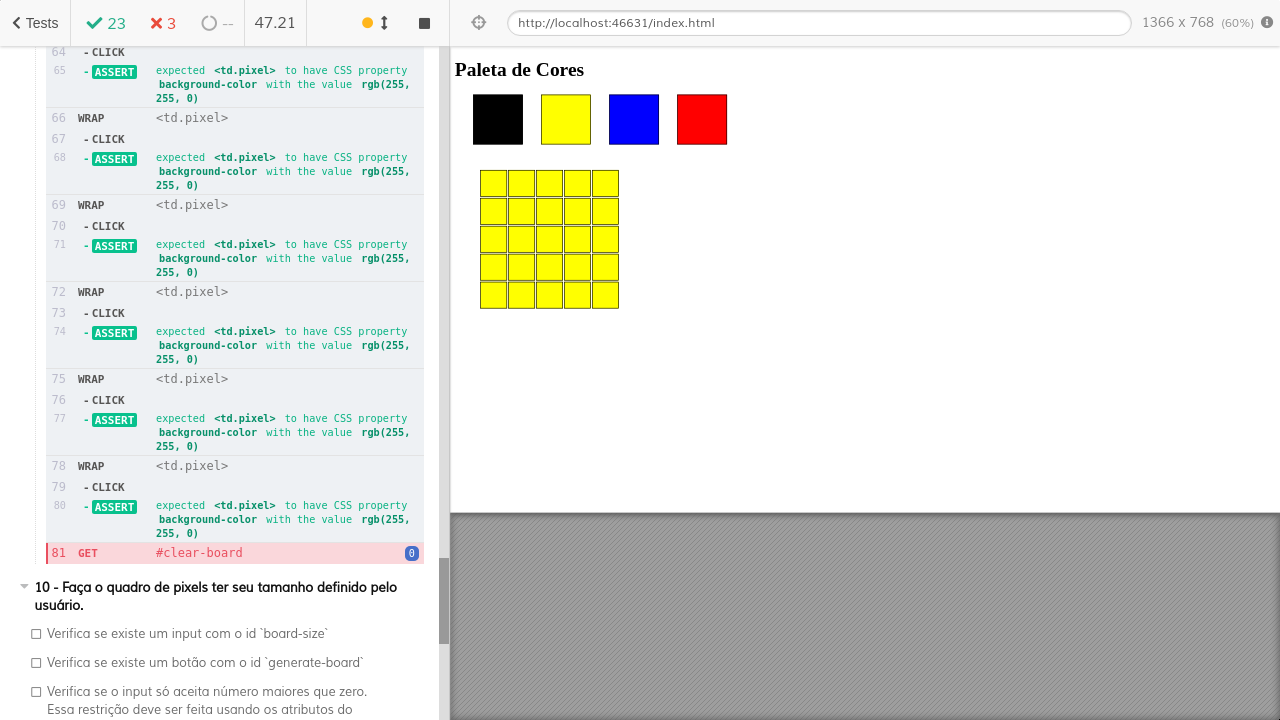 Tests 23 3 -- 47.21 http://localhost:46631/index.html 1366 x 768 (60%)
64 -CLICK
65 -ASSERT expected <td.pixel> to have CSS property
background-color with the value rgb(255,
255, 0)
66 WRAP <td.pixel>
67 -CLICK
68 -ASSERT expected <td.pixel> to have CSS property
background-color with the value rgb(255,
255, 0)
69 WRAP <td.pixel>
70 -CLICK
71 -ASSERT expected <td.pixel> to have CSS property
background-color with the value rgb(255,
255, 0)
72 WRAP <td.pixel>
73 -CLICK
74 -ASSERT expected <td.pixel> to have CSS property
background-color with the value rgb(255,
255, 0)
75 WRAP <td.pixel>
76 -CLICK
77 -ASSERT expected <td.pixel> to have CSS property
background-color with the value rgb(255,
255, 0)
78 WRAP <td.pixel>
79 -CLICK
80 -ASSERT expected <td.pixel> to have CSS property
background-color with the value rgb(255,
255, 0)
81 GET #clear-board 0
10 - Faça o quadro de pixels ter seu tamanho definido pelo
usuário.
Verifica se existe um input com o id `board-size`
Verifica se existe um botão com o id `generate-board`
Verifica se o input só aceita número maiores que zero.
Essa restrição deve ser feita usando os atributos do
Paleta de Cores